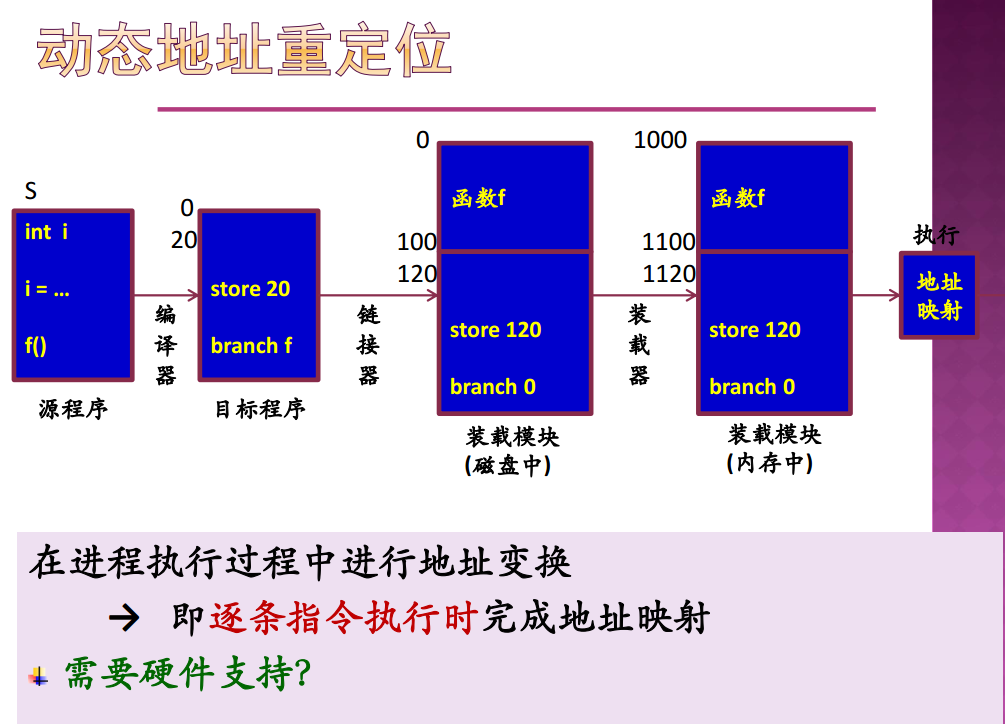 动态地址重定位
S
int i
i = ...
f()
源程序
编译器
0
20
store 20
branch f
目标程序
链接器
0
函数f
100
120
store 120
branch 0
装载模块
(磁盘中)
装载器
1000
函数f
1100
1120
store 120
branch 0
装载模块
(内存中)
执行
地址
映射
在进程执行过程中进行地址变换
→ 即逐条指令执行时完成地址映射
需要硬件支持?